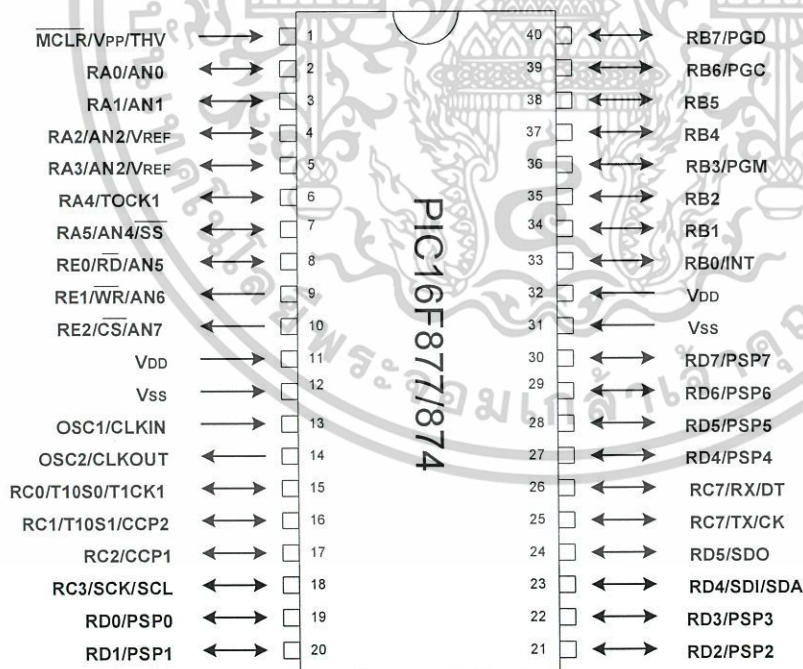 MCLR/VPP/THV 1 40 RB7/PGD
RA0/AN0 2 39 RB6/PGC
RA1/AN1 3 38 RB5
RA2/AN2/VREF 4 37 RB4
RA3/AN2/VREF 5 36 RB3/PGM
RA4/TOCK1 6 35 RB2
RA5/AN4/SS 7 34 RB1
RE0/RD/AN5 8 33 RB0/INT
RE1/WR/AN6 9 32 VDD
RE2/CS/AN7 10 31 VSS
VDD 11 30 RD7/PSP7
VSS 12 29 RD6/PSP6
OSC1/CLKIN 13 28 RD5/PSP5
OSC2/CLKOUT 14 27 RD4/PSP4
RC0/T10S0/T1CK1 15 26 RC7/RX/DT
RC1/T10S1/CCP2 16 25 RC7/TX/CK
RC2/CCP1 17 24 RD5/SDO
RC3/SCK/SCL 18 23 RD4/SDI/SDA
RD0/PSP0 19 22 RD3/PSP3
RD1/PSP1 20 21 RD2/PSP2
PIC16F877/874